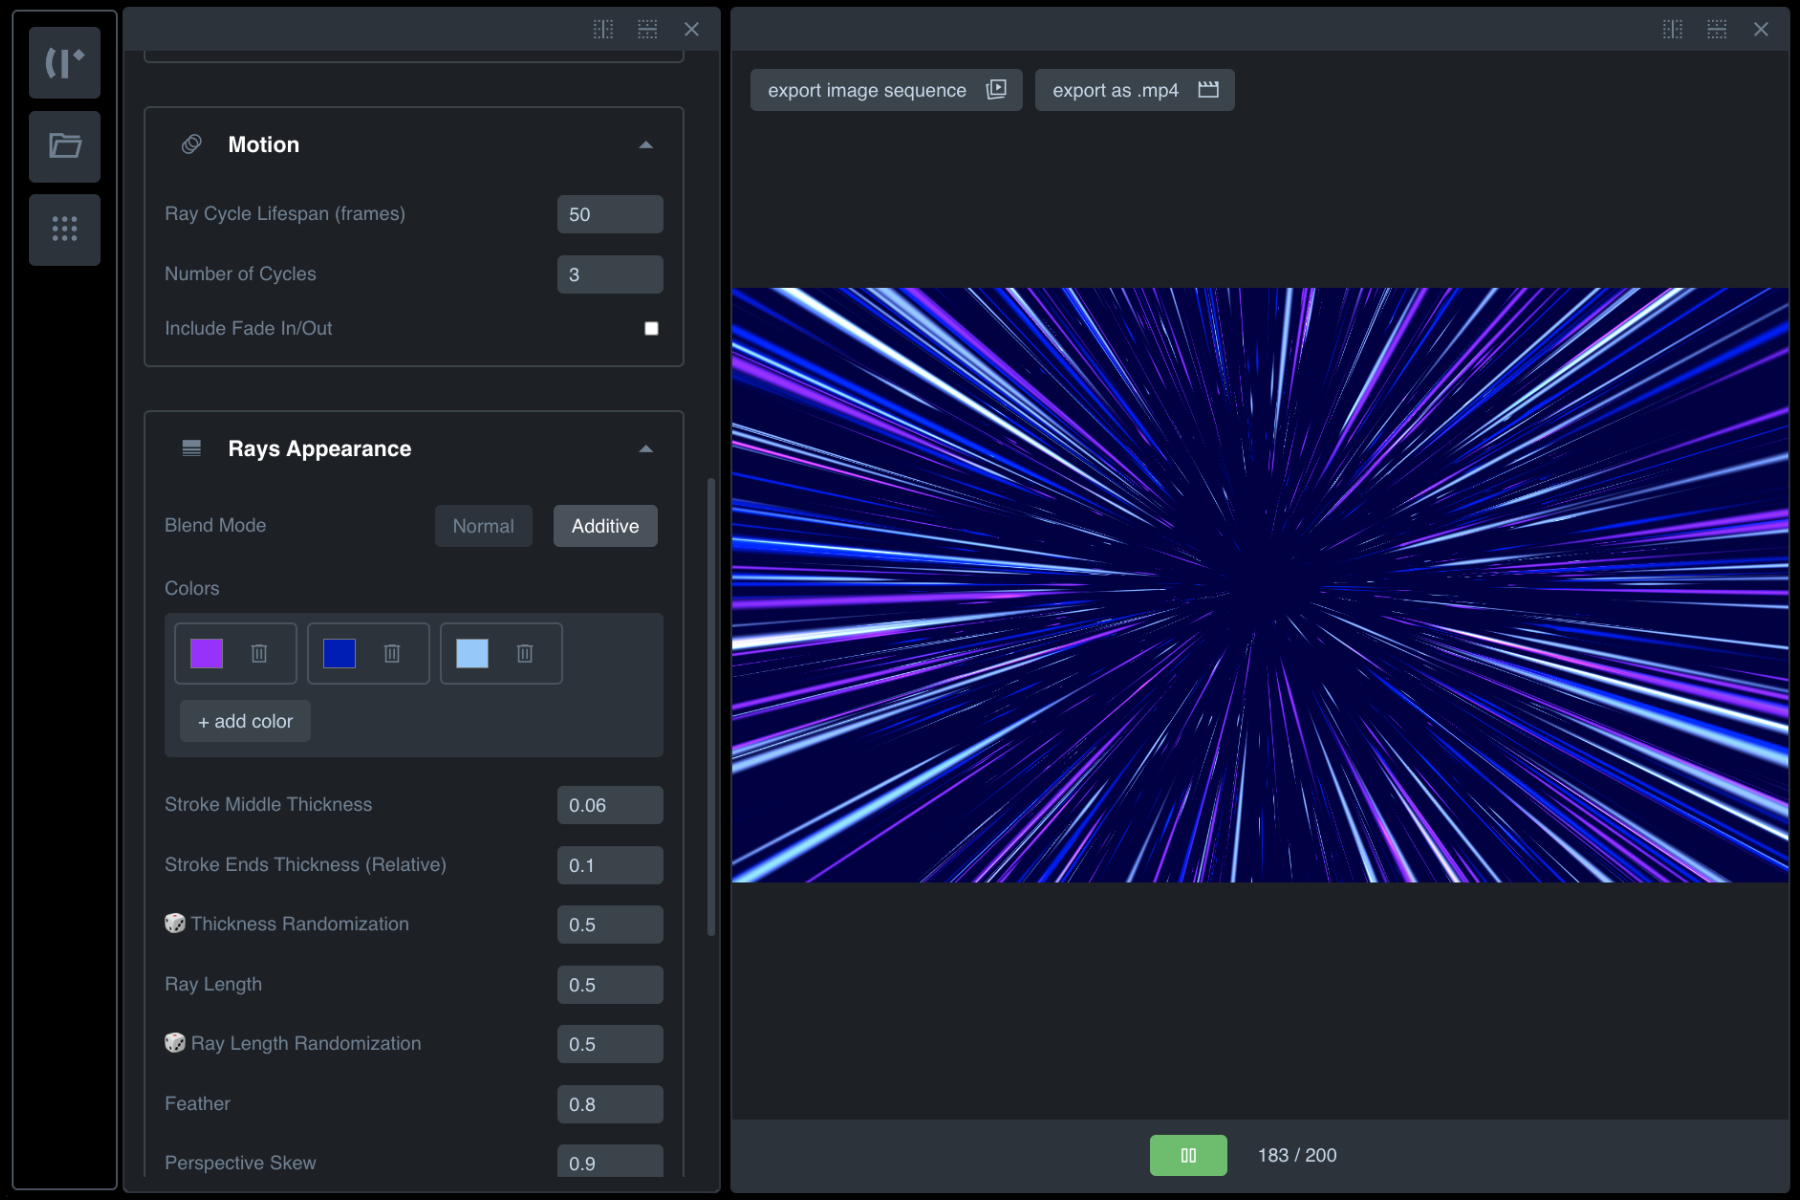 export image sequence
export as .mp4
Motion
Ray Cycle Lifespan (frames) 50
Number of Cycles 3
Include Fade In/Out
Rays Appearance
Blend Mode Normal Additive
Colors
+ add color
Stroke Middle Thickness 0.06
Stroke Ends Thickness (Relative) 0.1
Thickness Randomization 0.5
Ray Length 0.5
Ray Length Randomization 0.5
Feather 0.8
Perspective Skew 0.9
183 / 200